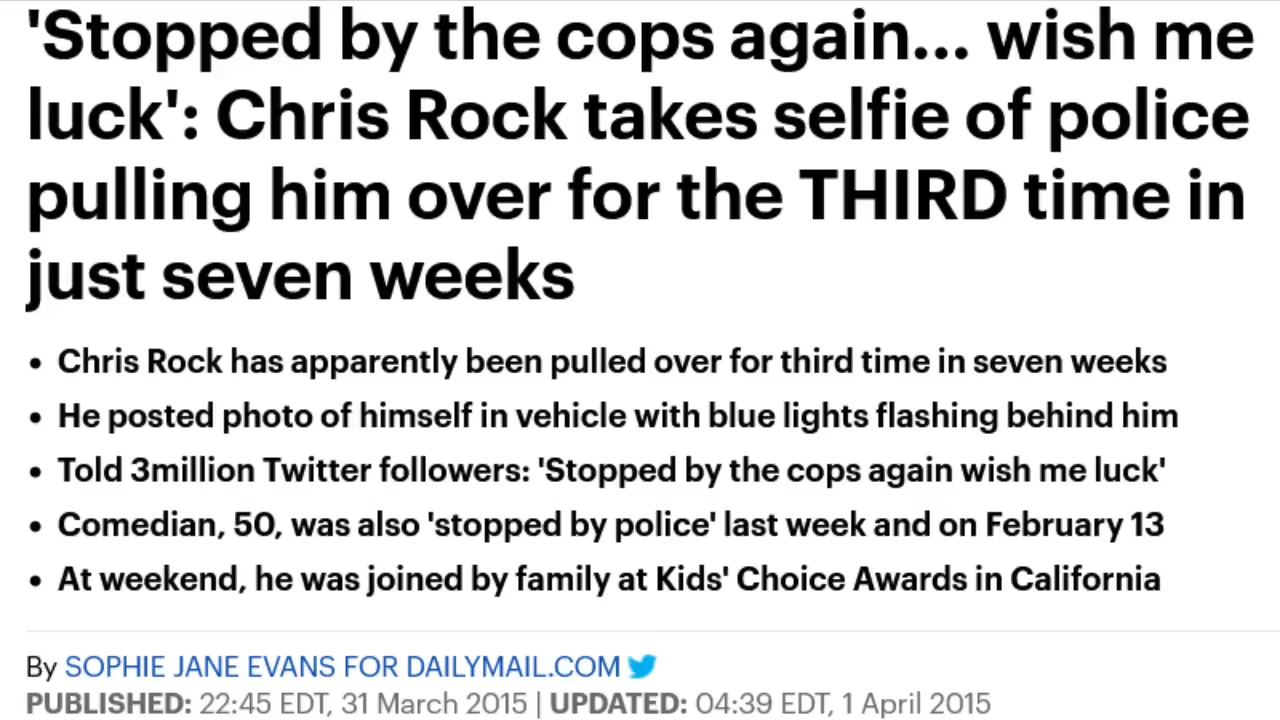 'Stopped by the cops again... wish me
luck': Chris Rock takes selfie of police
pulling him over for the THIRD time in
just seven weeks
• Chris Rock has apparently been pulled over for third time in seven weeks
• He posted photo of himself in vehicle with blue lights flashing behind him
• Told 3million Twitter followers: 'Stopped by the cops again wish me luck'
• Comedian, 50, was also 'stopped by police' last week and on February 13
• At weekend, he was joined by family at Kids' Choice Awards in California
By SOPHIE JANE EVANS FOR DAILYMAIL.COM
PUBLISHED: 22:45 EDT, 31 March 2015 | UPDATED: 04:39 EDT, 1 April 2015